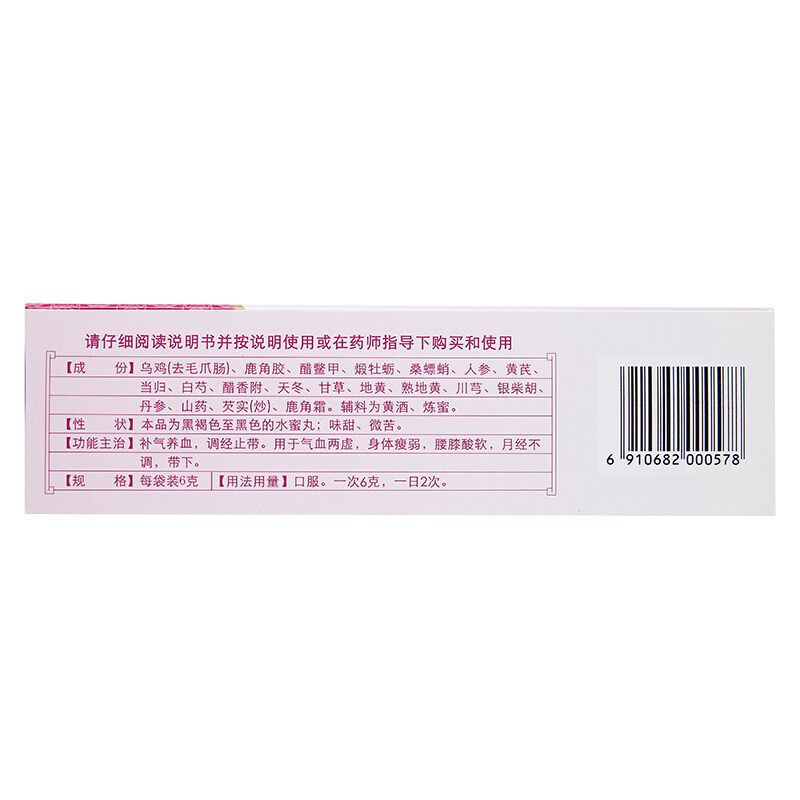 请仔细阅读说明书并按说明使用或在药师指导下购买和使用
【成　份】乌鸡(去毛爪肠)、鹿角胶、醋鳖甲、煅牡蛎、桑螵蛸、人参、黄芪、
当归、白芍、醋香附、天冬、甘草、地黄、熟地黄、川芎、银柴胡、
丹参、山药、芡实(炒)、鹿角霜。辅料为黄酒、炼蜜。
【性　状】本品为黑褐色至黑色的水蜜丸；味甜、微苦。
【功能主治】补气养血，调经止带。用于气血两虚，身体瘦弱，腰膝酸软，月经不
调，带下。
【规　格】每袋装6克 【用法用量】口服。一次6克，一日2次。
6 910682 000578